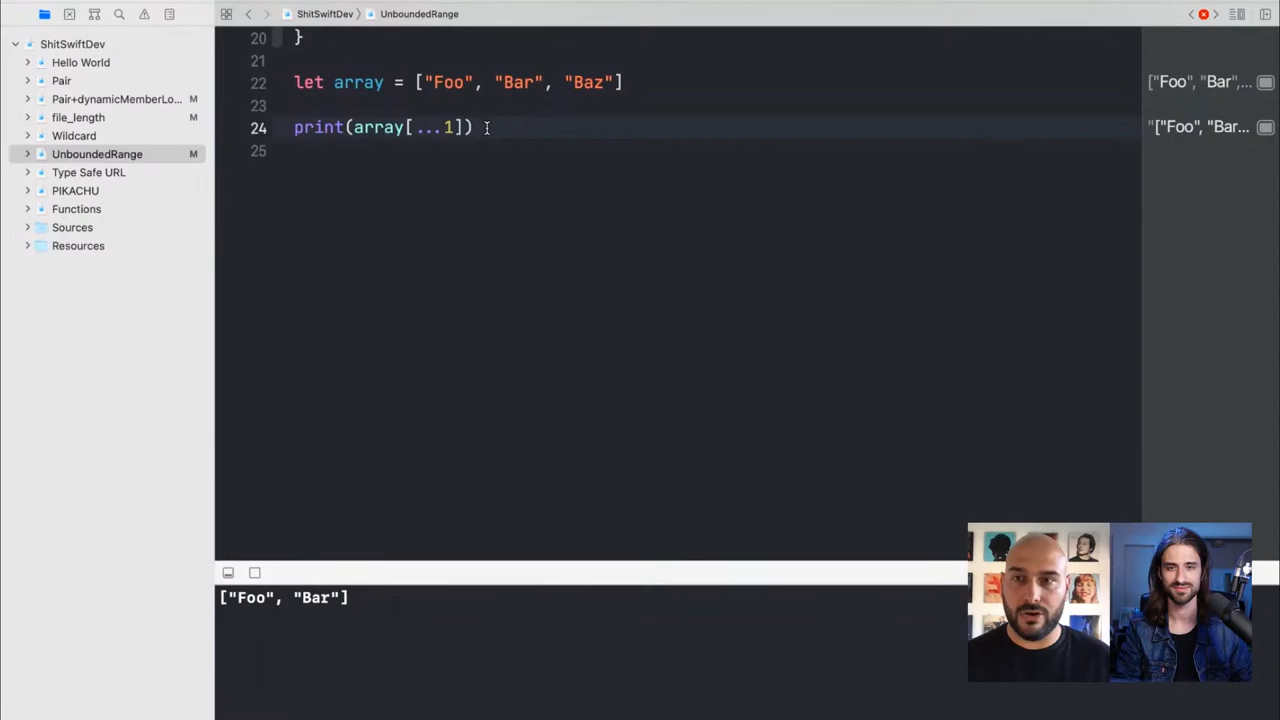 ShitSwiftDev
UnboundedRange
ShitSwiftDev
Hello World
Pair
Pair+dynamicMemberLo... M
file_length M
Wildcard
UnboundedRange M
Type Safe URL
PIKACHU
Functions
Sources
Resources
20 }
21
22 let array = ["Foo", "Bar", "Baz"]
23
24 print(array[...1])
25
["Foo", "Bar",...
"["Foo", "Bar...
["Foo", "Bar"]